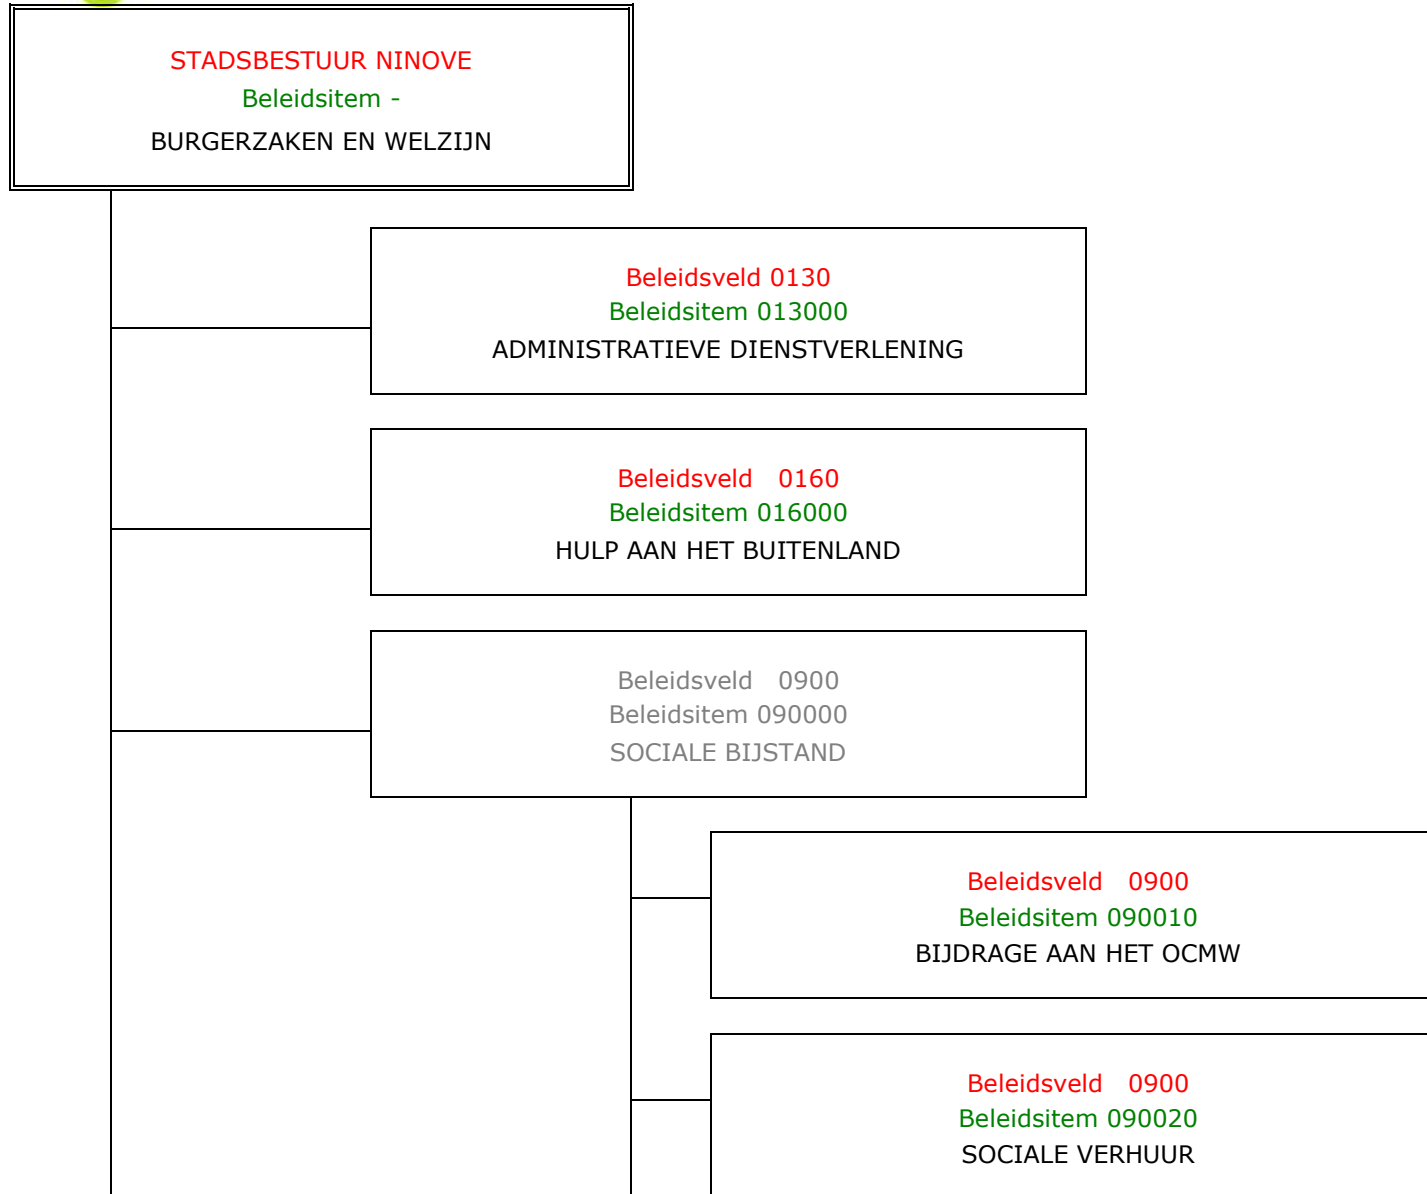 STADSBESTUUR NINOVE
Beleidsitem -
BURGERZAKEN EN WELZIJN
Beleidsveld 0130
Beleidsitem 013000
ADMINISTRATIEVE DIENSTVERLENING
Beleidsveld 0160
Beleidsitem 016000
HULP AAN HET BUITENLAND
Beleidsveld 0900
Beleidsitem 090000
SOCIALE BIJSTAND
Beleidsveld 0900
Beleidsitem 090010
BIJDRAGE AAN HET OCMW
Beleidsveld 0900
Beleidsitem 090020
SOCIALE VERHUUR